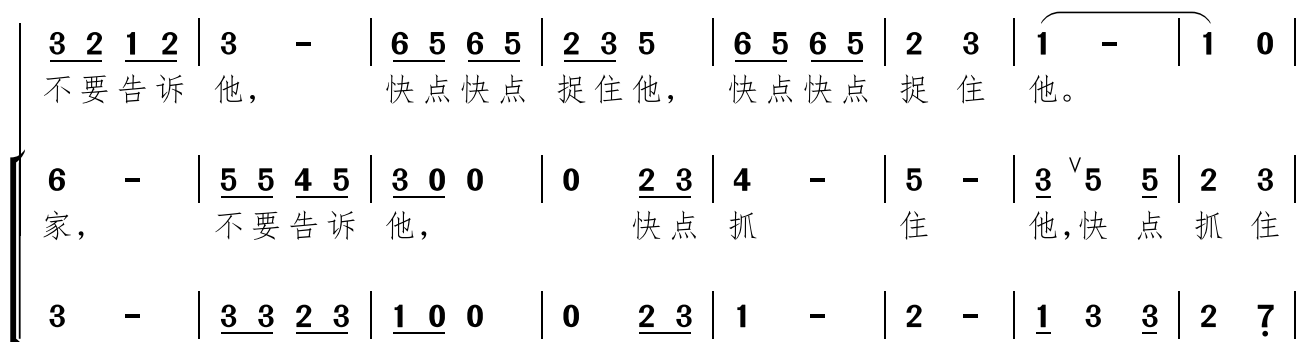 3 2 1 2 | 3 - | 6 5 6 5 | 2 3 5 | 6 5 6 5 | 2 3 | 1 - | 1 0 |
不要告诉 他， 快点快点 捉住他， 快点快点 捉 住 他。
6 - | 5 5 4 5 | 3 0 0 | 0 2 3 | 4 - | 5 - | 3 ∨ 5 5 | 2 3 |
家， 不要告诉 他， 快点 抓 住 他，快 点 抓 住
3 - | 3 3 2 3 | 1 0 0 | 0 2 3 | 1 - | 2 - | 1 3 3 | 2 7̣ |